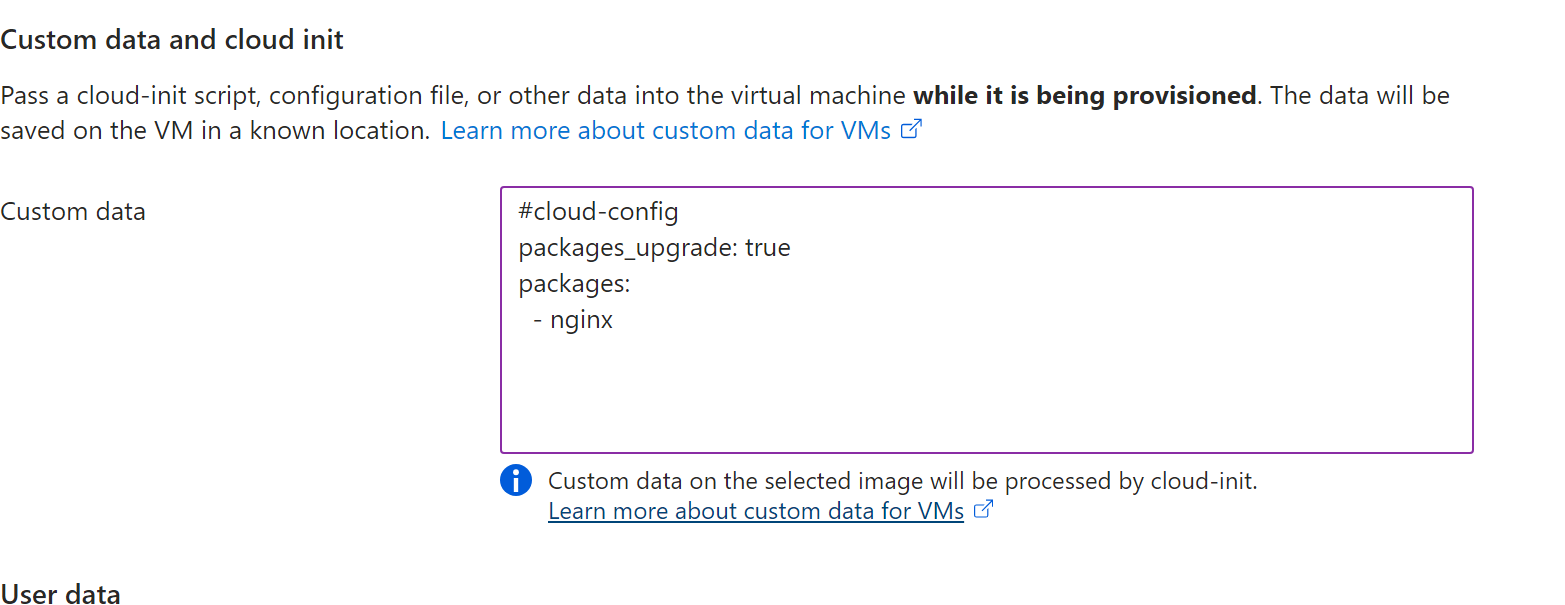 Custom data and cloud init
Pass a cloud-init script, configuration file, or other data into the virtual machine while it is being provisioned. The data will be
saved on the VM in a known location. Learn more about custom data for VMs
Custom data
#cloud-config
packages_upgrade: true
packages:
  - nginx
Custom data on the selected image will be processed by cloud-init.
Learn more about custom data for VMs
User data